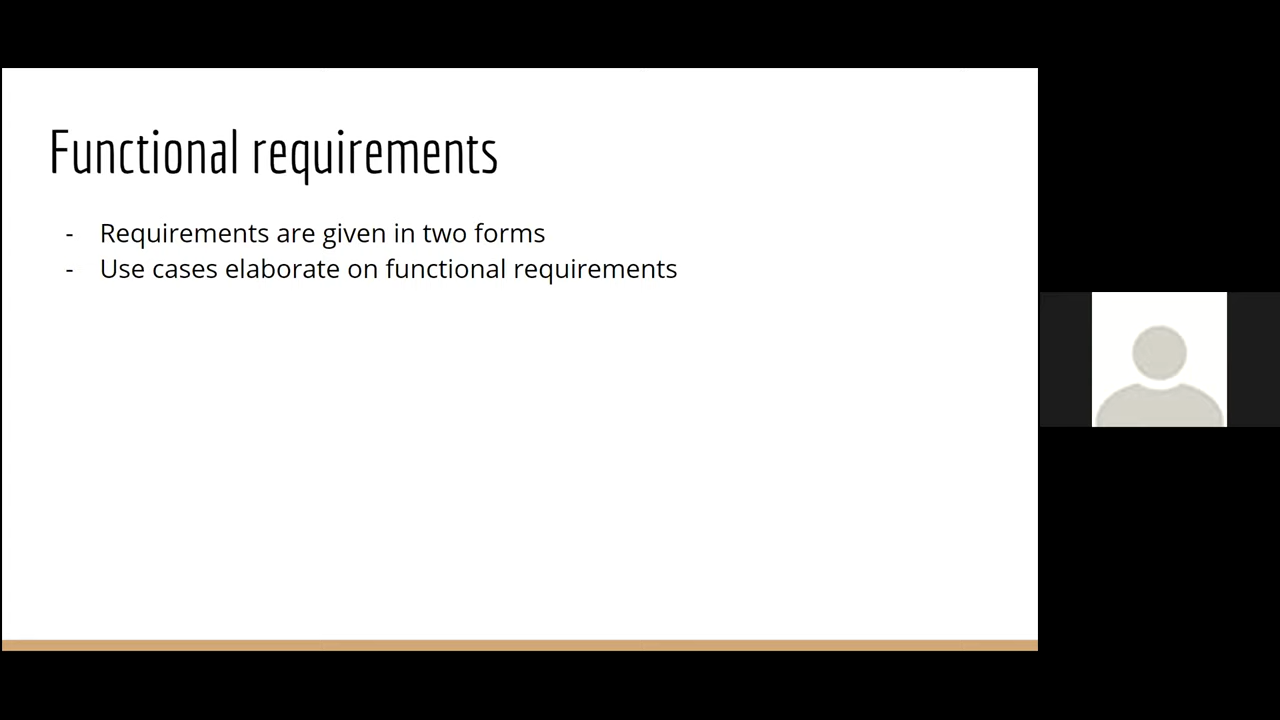 Functional requirements
- Requirements are given in two forms
- Use cases elaborate on functional requirements